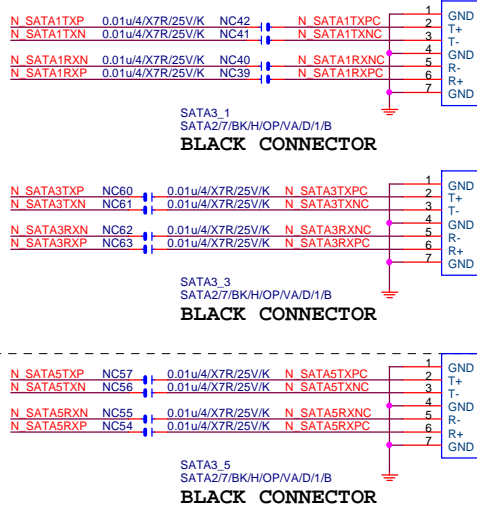 1 GND
N_SATA1TXP 0.01u/4/X7R/25V/K NC42 N_SATA1TXPC 2 T+
N_SATA1TXN 0.01u/4/X7R/25V/K NC41 N_SATA1TXNC 3 T-
4 GND
N_SATA1RXN 0.01u/4/X7R/25V/K NC40 N_SATA1RXNC 5 R-
N_SATA1RXP 0.01u/4/X7R/25V/K NC39 N_SATA1RXPC 6 R+
7 GND
SATA3_1
SATA2/7/BK/H/OP/VA/D/1/B
BLACK CONNECTOR
1 GND
N_SATA3TXP NC60 0.01u/4/X7R/25V/K N_SATA3TXPC 2 T+
N_SATA3TXN NC61 0.01u/4/X7R/25V/K N_SATA3TXNC 3 T-
4 GND
N_SATA3RXN NC62 0.01u/4/X7R/25V/K N_SATA3RXNC 5 R-
N_SATA3RXP NC63 0.01u/4/X7R/25V/K N_SATA3RXPC 6 R+
7 GND
SATA3_3
SATA2/7/BK/H/OP/VA/D/1/B
BLACK CONNECTOR
1 GND
N_SATA5TXP NC57 0.01u/4/X7R/25V/K N_SATA5TXPC 2 T+
N_SATA5TXN NC56 0.01u/4/X7R/25V/K N_SATA5TXNC 3 T-
4 GND
N_SATA5RXN NC55 0.01u/4/X7R/25V/K N_SATA5RXNC 5 R-
N_SATA5RXP NC54 0.01u/4/X7R/25V/K N_SATA5RXPC 6 R+
7 GND
SATA3_5
SATA2/7/BK/H/OP/VA/D/1/B
BLACK CONNECTOR